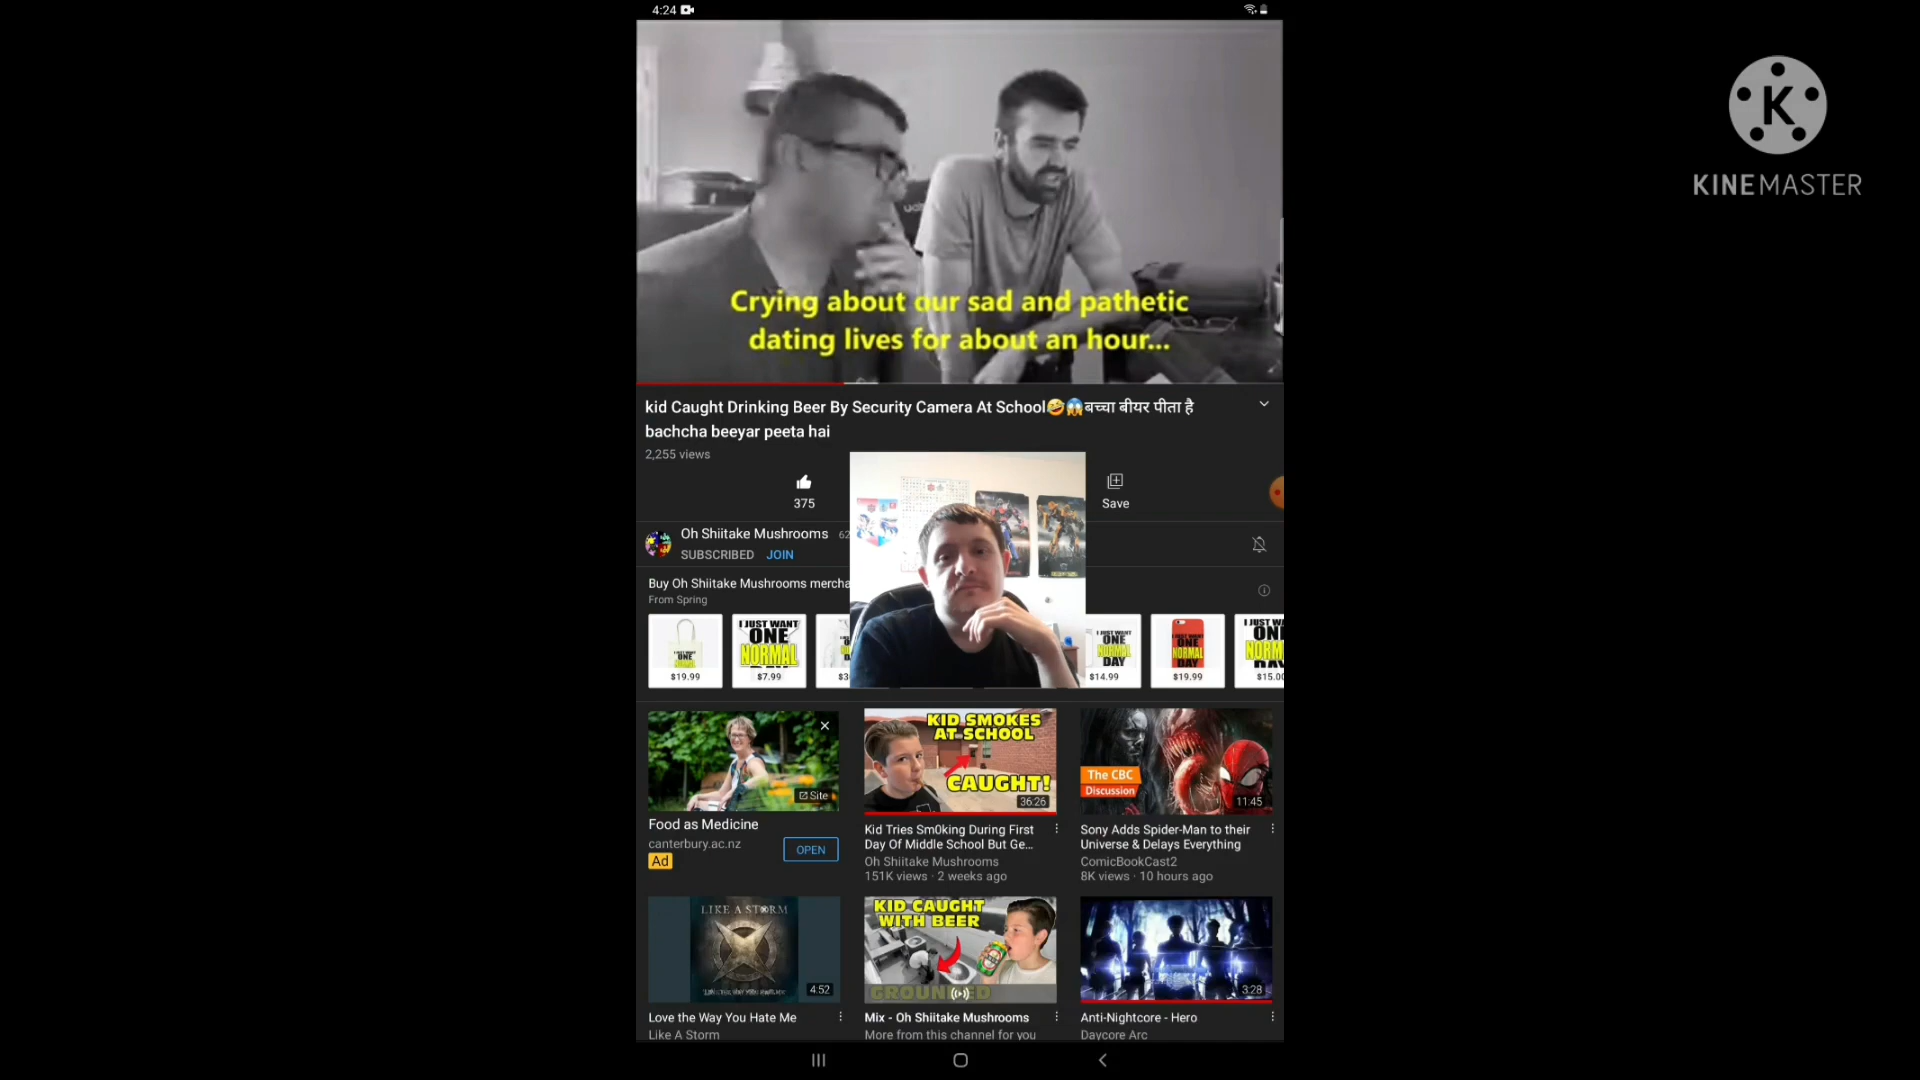 4:24
Crying about our sad and pathetic
dating lives for about an hour...
kid Caught Drinking Beer By Security Camera At School🤣😱बच्चा बीयर पीता है
bachcha beeyar peeta hai
2,255 views
375
Save
Oh Shiitake Mushrooms
SUBSCRIBED JOIN
Buy Oh Shiitake Mushrooms mercha
From Spring
I JUST WANT
ONE
NORMAL
DAY
$19.99
$7.99
$14.99
$19.99
$15.00
Site
Food as Medicine
canterbury.ac.nz
Ad
OPEN
KID SMOKES
AT SCHOOL
CAUGHT!
36:26
Kid Tries Sm0king During First
Day Of Middle School But Ge...
Oh Shiitake Mushrooms
151K views · 2 weeks ago
The CBC
Discussion
11:45
Sony Adds Spider-Man to their
Universe & Delays Everything
ComicBookCast2
8K views · 10 hours ago
LIKE A STORM
4:52
Love the Way You Hate Me
Like A Storm
KID CAUGHT
WITH BEER
GROUNDED
Mix - Oh Shiitake Mushrooms
More from this channel for you
3:28
Anti-Nightcore - Hero
Daycore Arc
K
KINEMASTER